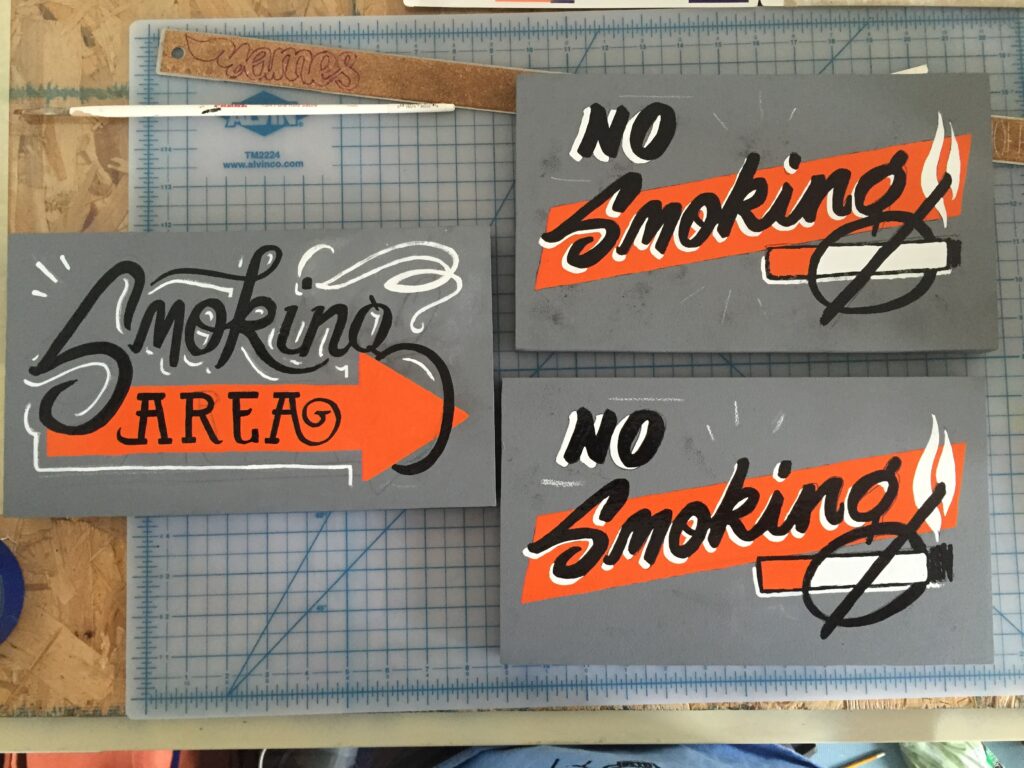 James
ALVIN
TM2224
www.alvinco.com
Smoking
AREA
NO
Smoking
NO
Smoking